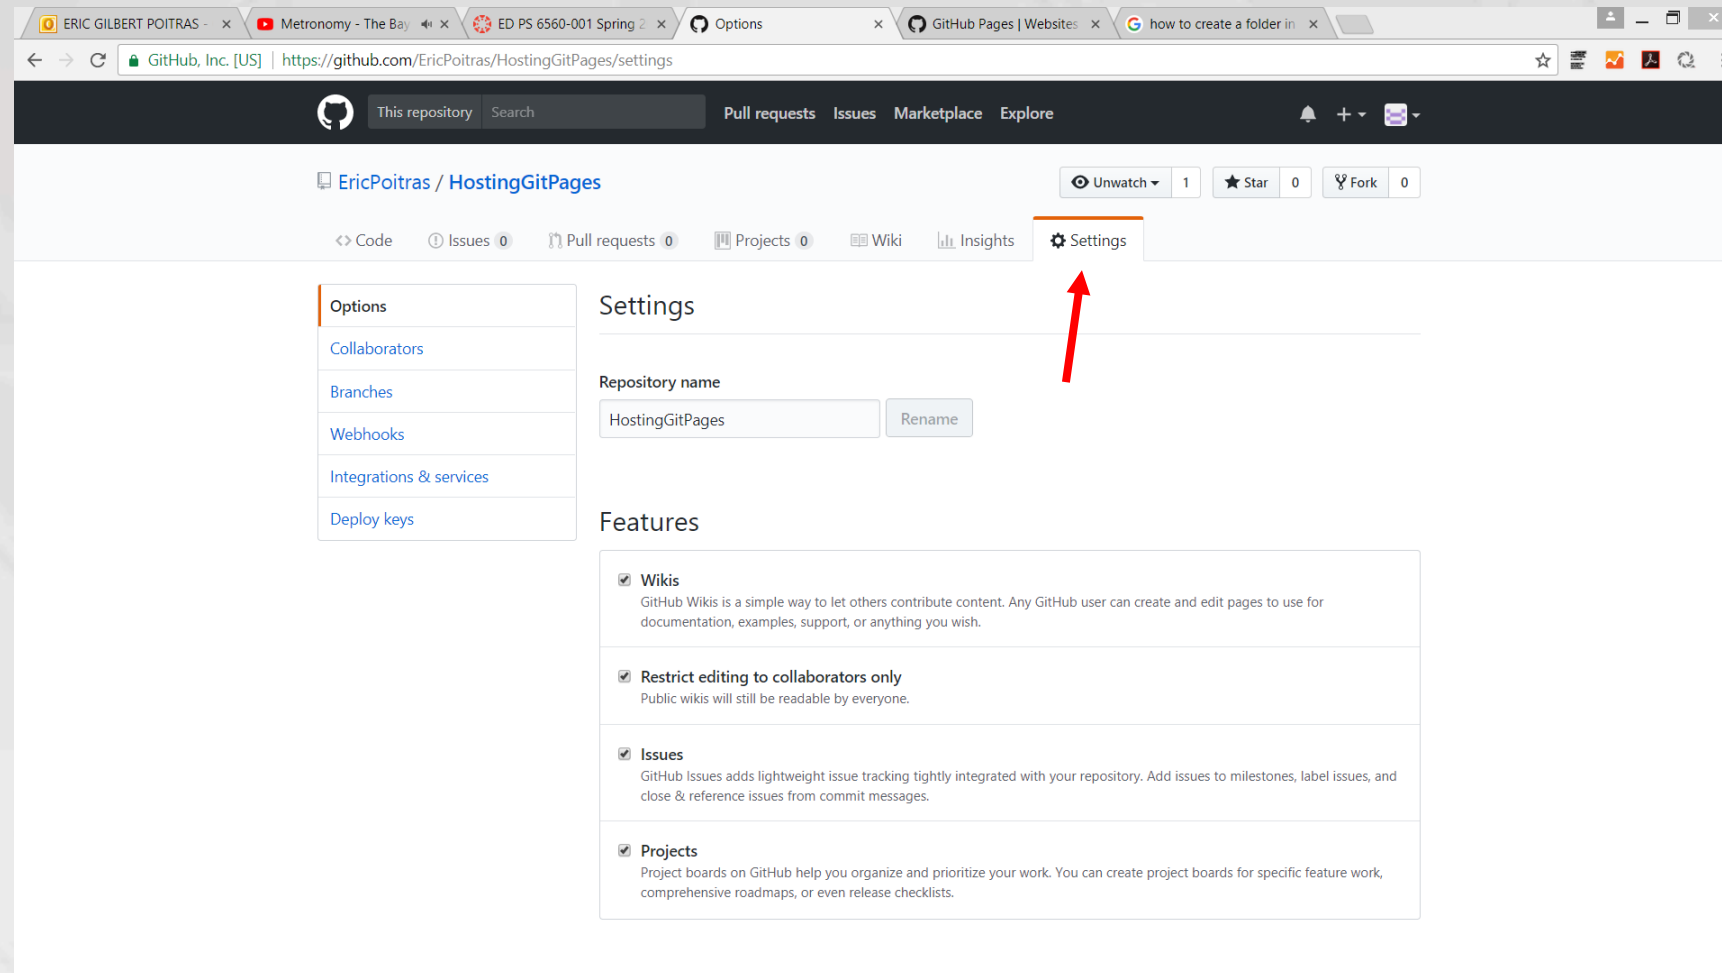 ERIC GILBERT POITRAS -
Metronomy - The Bay
ED PS 6560-001 Spring 2
Options
GitHub Pages | Websites
how to create a folder in
GitHub, Inc. [US] https://github.com/EricPoitras/HostingGitPages/settings
This repository Search Pull requests Issues Marketplace Explore
EricPoitras / HostingGitPages
Unwatch 1 Star 0 Fork 0
Code Issues 0 Pull requests 0 Projects 0 Wiki Insights Settings
Options
Collaborators
Branches
Webhooks
Integrations & services
Deploy keys
Settings
Repository name
HostingGitPages Rename
Features
Wikis
GitHub Wikis is a simple way to let others contribute content. Any GitHub user can create and edit pages to use for
documentation, examples, support, or anything you wish.
Restrict editing to collaborators only
Public wikis will still be readable by everyone.
Issues
GitHub Issues adds lightweight issue tracking tightly integrated with your repository. Add issues to milestones, label issues, and
close & reference issues from commit messages.
Projects
Project boards on GitHub help you organize and prioritize your work. You can create project boards for specific feature work,
comprehensive roadmaps, or even release checklists.